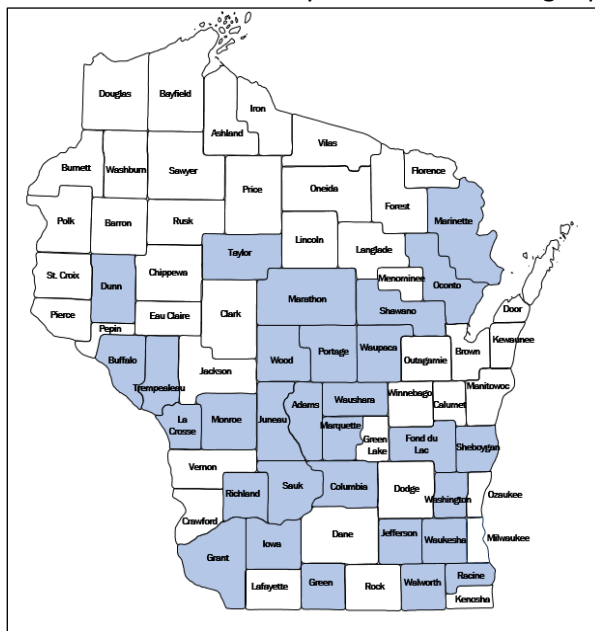 Douglas
Bayfield
Iron
Ashland
Vilas
Burnett
Washburn
Sawyer
Price
Oneida
Florence
Forest
Marinette
Polk
Barron
Rusk
Lincoln
Langlade
Taylor
St. Croix
Dunn
Chippewa
Menominee
Oconto
Marathon
Shawano
Door
Pierce
Pepin
Eau Claire
Clark
Kewaunee
Brown
Outagamie
Waupaca
Portage
Wood
Buffalo
Trempealeau
Jackson
Manitowoc
Winnebago
Calumet
Waushara
Adams
Juneau
Monroe
La
Crosse
Marquette
Green
Lake
Fond du
Lac
Sheboygan
Vernon
Richland
Sauk
Columbia
Dodge
Washington
Ozaukee
Crawford
Grant
Iowa
Dane
Jefferson
Waukesha
Milwaukee
Lafayette
Green
Rock
Walworth
Racine
Kenosha